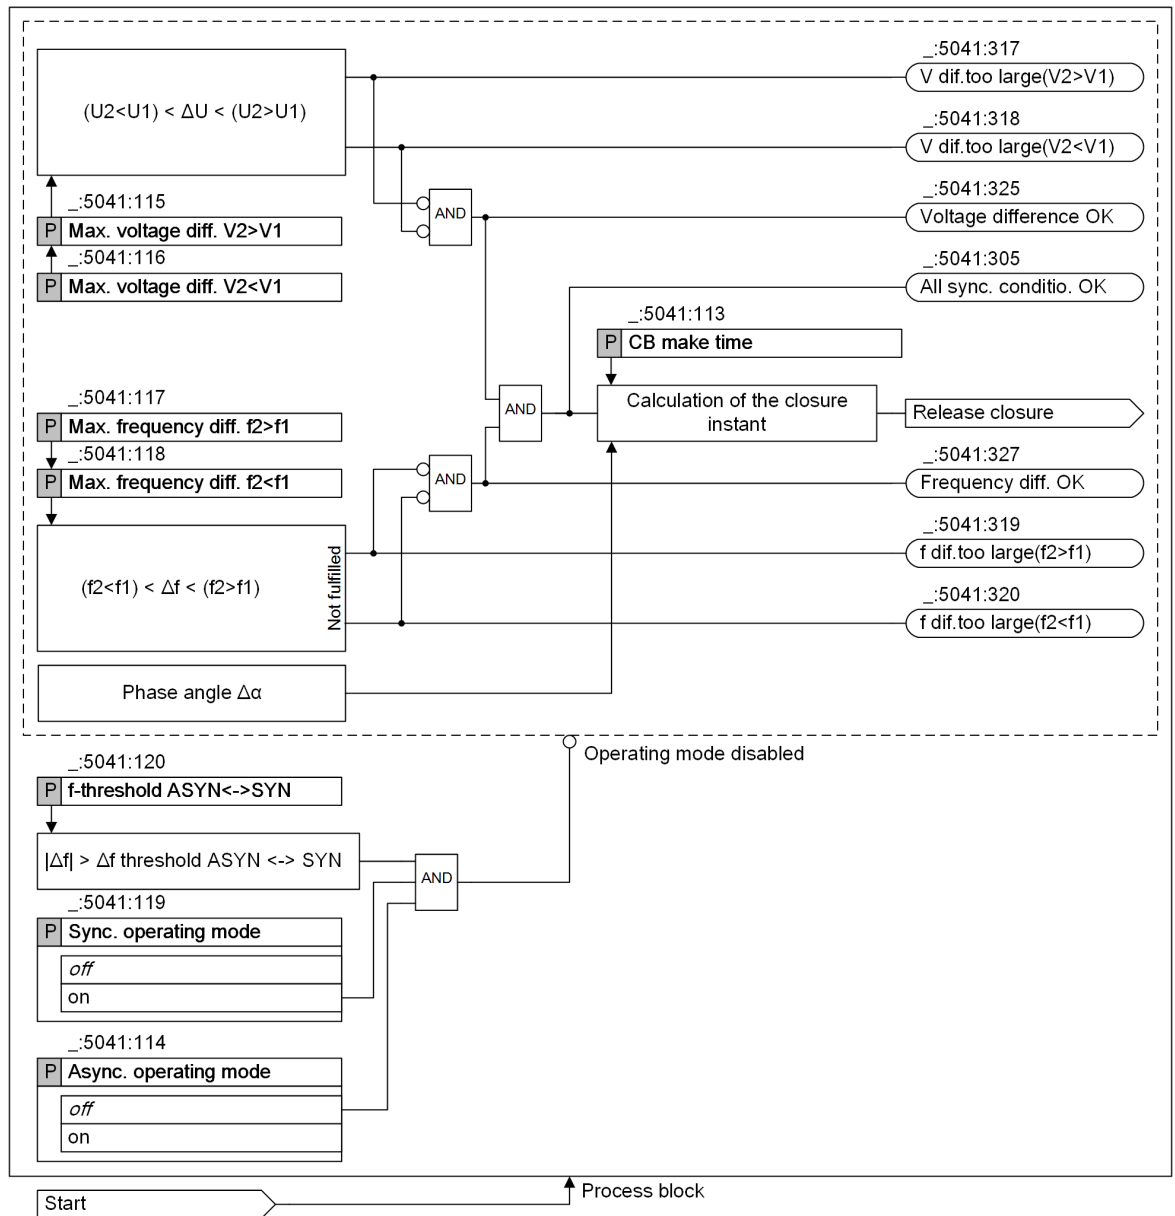 _:5041:317
V dif.too large(V2>V1)
(U2<U1) < ΔU < (U2>U1)
_:5041:318
V dif.too large(V2<V1)
_:5041:115
P Max. voltage diff. V2>V1
_:5041:116
P Max. voltage diff. V2<V1
AND
_:5041:325
Voltage difference OK
_:5041:305
All sync. conditio. OK
_:5041:113
P CB make time
_:5041:117
P Max. frequency diff. f2>f1
_:5041:118
P Max. frequency diff. f2<f1
AND
Calculation of the closure
instant
Release closure
AND
_:5041:327
Frequency diff. OK
_:5041:319
f dif.too large(f2>f1)
(f2<f1) < Δf < (f2>f1)
Not fulfilled
_:5041:320
f dif.too large(f2<f1)
Phase angle Δα
Operating mode disabled
_:5041:120
P f-threshold ASYN<->SYN
|Δf| > Δf threshold ASYN <-> SYN
AND
_:5041:119
P Sync. operating mode
off
on
_:5041:114
P Async. operating mode
off
on
Process block
Start